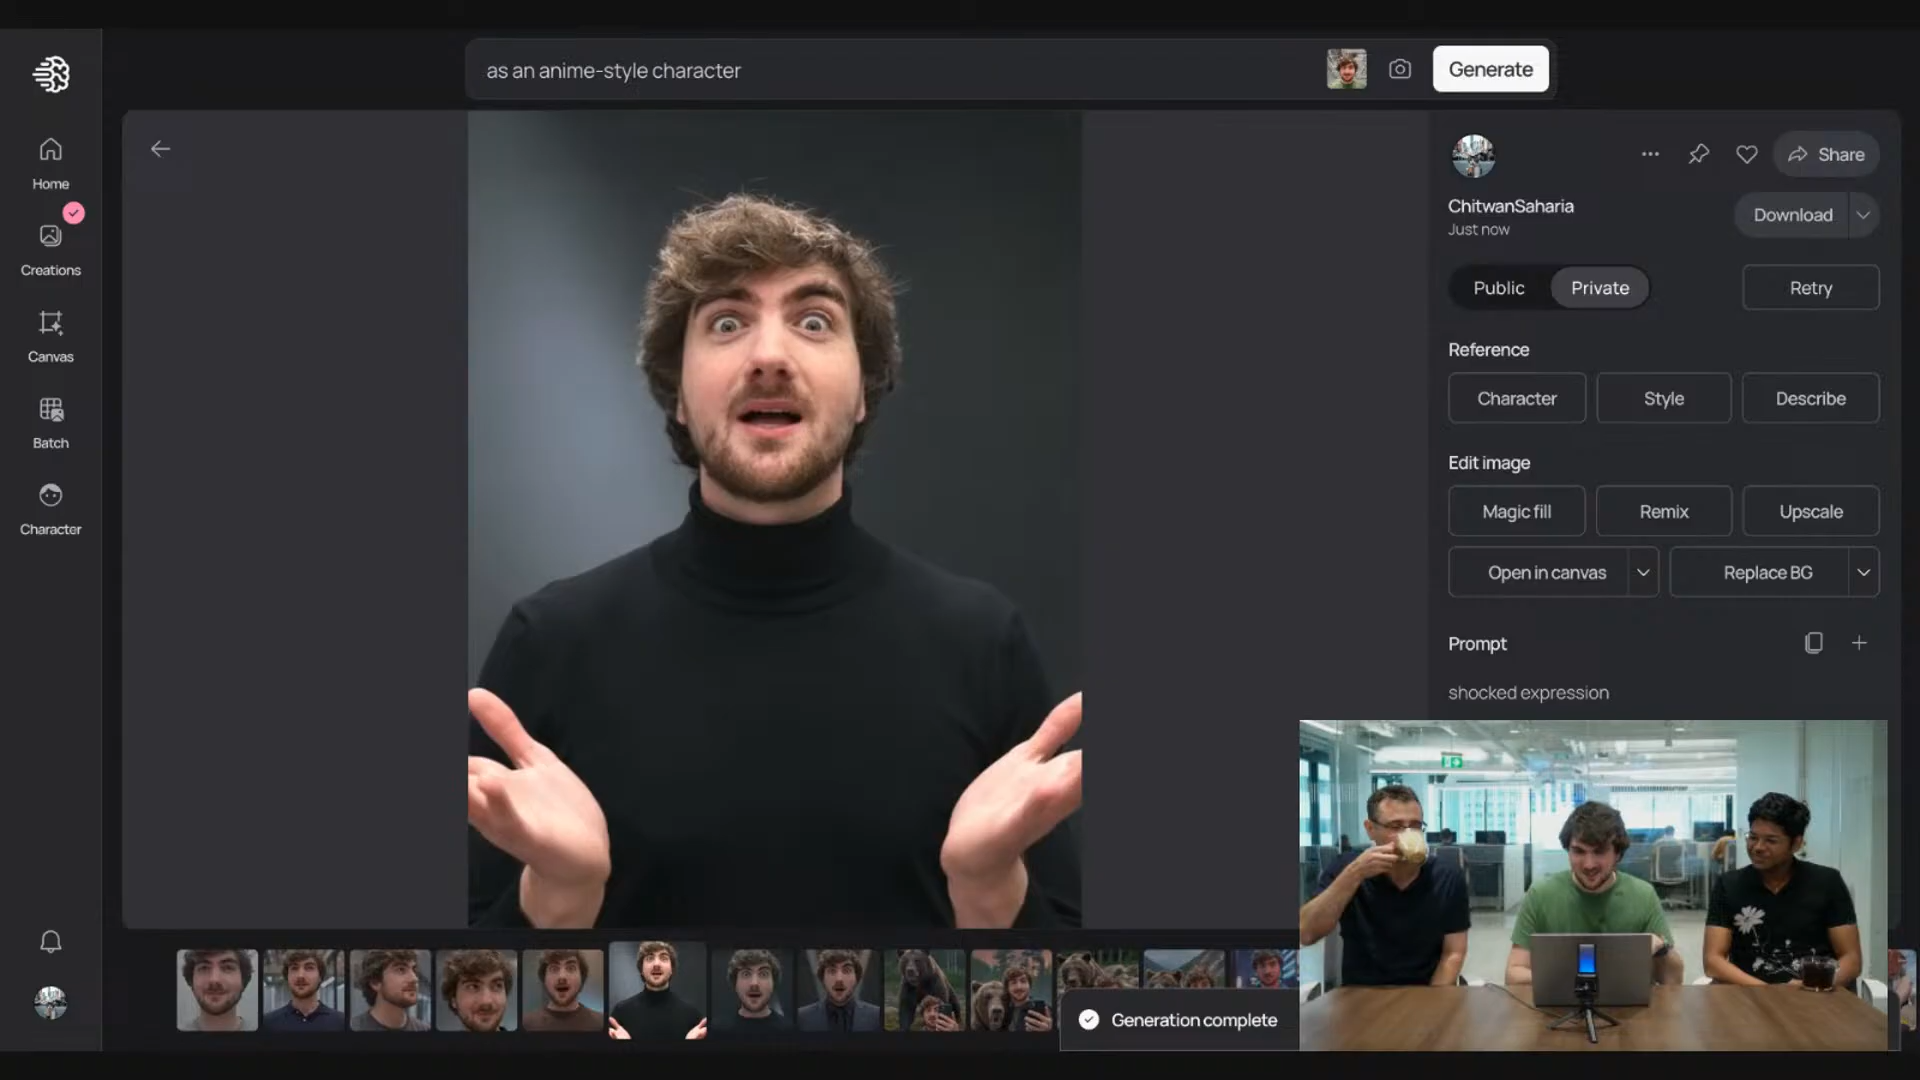 as an anime-style character
Generate
Home
Creations
Canvas
Batch
Character
Share
ChitwanSaharia
Just now
Download
Public
Private
Retry
Reference
Character
Style
Describe
Edit image
Magic fill
Remix
Upscale
Open in canvas
Replace BG
Prompt
shocked expression
Generation complete